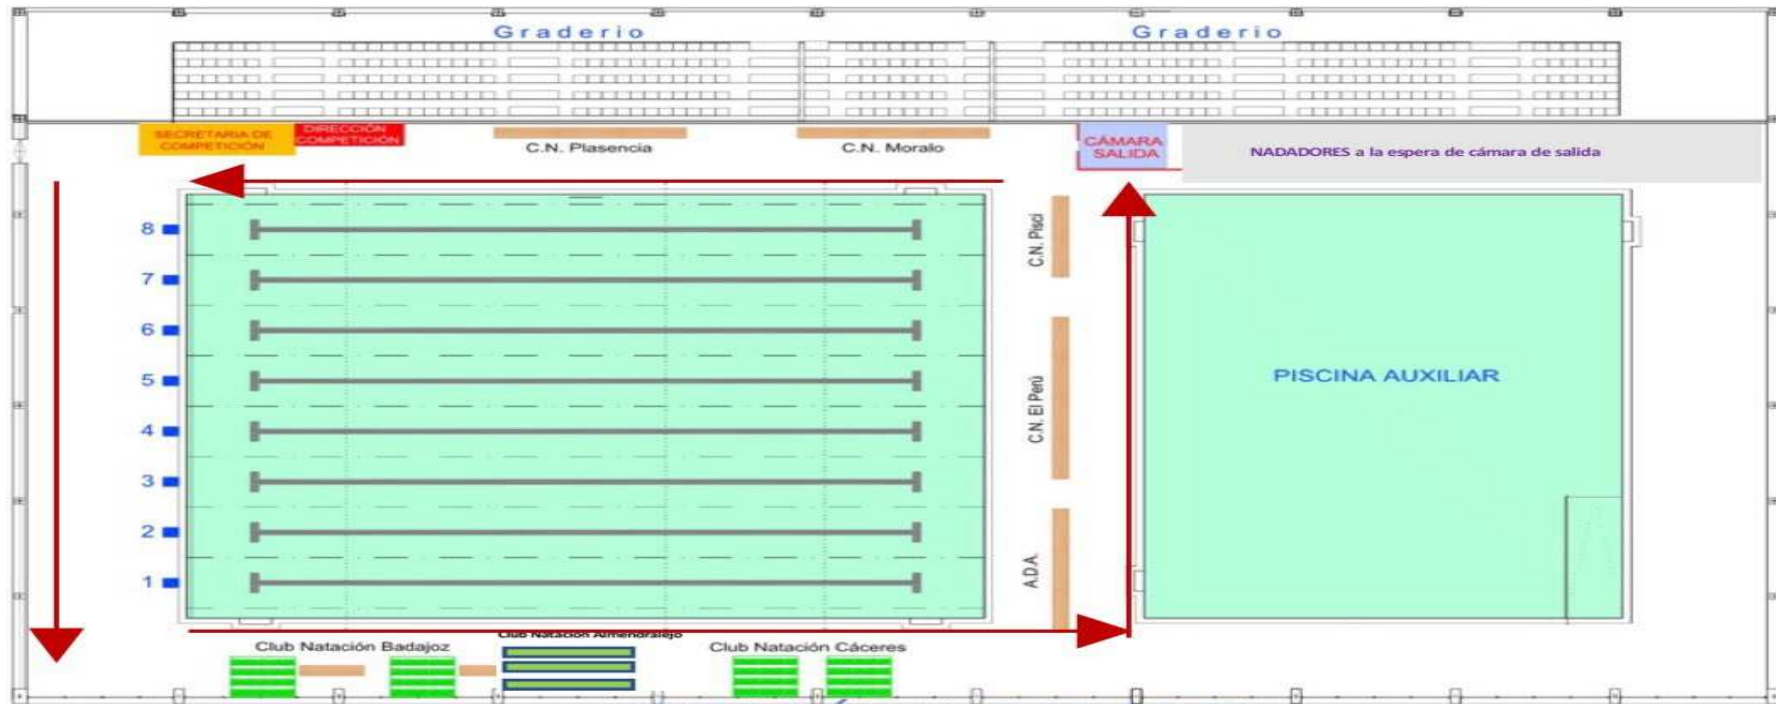 Graderio
Graderio
SECRETARIA DE
COMPETICIÓN
DIRECCIÓN
COMPETICIÓN
C.N. Plasencia
C.N. Moralo
CÁMARA
SALIDA
NADADORES a la espera de cámara de salida
8
7
6
5
4
3
2
1
C.N. Pisci
C.N. El Perú
A.D.A.
PISCINA AUXILIAR
Club Natación Badajoz
Club Natación Almendralejo
Club Natación Cáceres